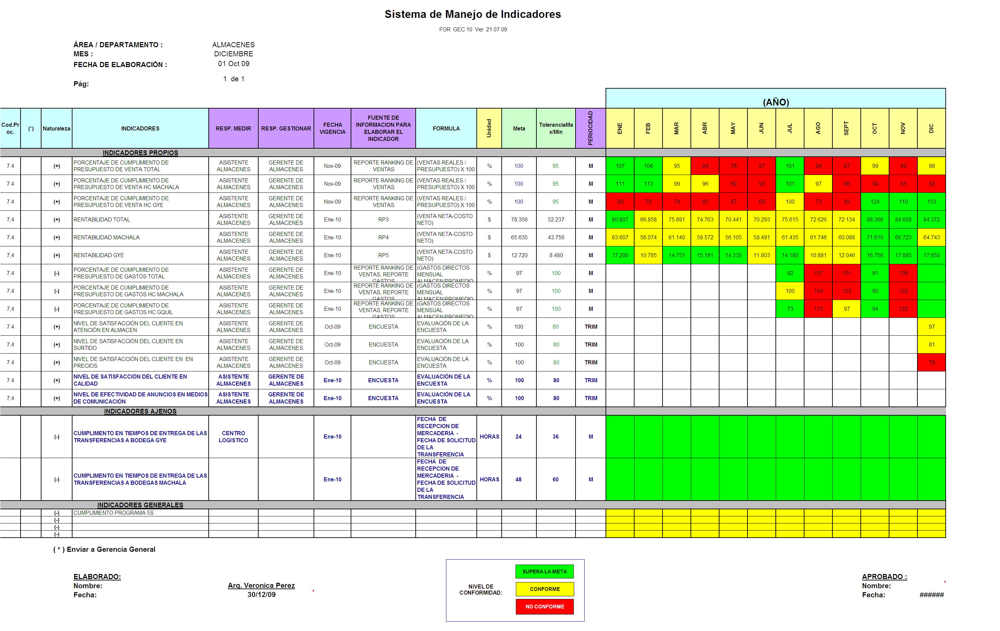 Sistema de Manejo de Indicadores
FOR GEC 10 Ver 21 07 09
ÁREA / DEPARTAMENTO : ALMACENES
MES : DICIEMBRE
FECHA DE ELABORACIÓN : 01 Oct 09
1 de 1
Pág:
(AÑO)
Cod.Proc. (*) Naturaleza INDICADORES RESP. MEDIR RESP. GESTIONAR FECHA VIGENCIA FUENTE DE INFORMACION PARA ELABORAR EL INDICADOR FORMULA Unidad Meta ToleranciaMax/Min PERIOCIDAD ENE FEB MAR ABR MAY JUN JUL AGO SEPT OCT NOV DIC
INDICADORES PROPIOS
7.4 (+) PORCENTAJE DE CUMPLIMIENTO DE PRESUPUESTO DE VENTA TOTAL ASISTENTE ALMACENES GERENTE DE ALMACENES Nov-09 REPORTE RANKING DE VENTAS (VENTAS REALES / PRESUPUESTO) X 100 % 100 95 M 107 106 95 94 78 87 101 94 87 99 89 98
7.4 (+) PORCENTAJE DE CUMPLIMIENTO DE PRESUPUESTO DE VENTA HC MACHALA ASISTENTE ALMACENES GERENTE DE ALMACENES Nov-09 REPORTE RANKING DE VENTAS (VENTAS REALES / PRESUPUESTO) X 100 % 100 95 M 111 113 99 96 80 92 101 97 86 94 85 92
7.4 (+) PORCENTAJE DE CUMPLIMIENTO DE PRESUPUESTO DE VENTA HC GYE ASISTENTE ALMACENES GERENTE DE ALMACENES Nov-09 REPORTE RANKING DE VENTAS (VENTAS REALES / PRESUPUESTO) X 100 % 100 95 M 89 76 74 85 67 68 100 73 89 124 110 133
7,4 (+) RENTABILIDAD TOTAL ASISTENTE ALMACENES GERENTE DE ALMACENES Ene-10 RP3 (VENTA NETA-COSTO NETO) $ 78.356 52.237 M 80.807 66.858 75.891 74.763 70.441 70.293 75.615 72.626 72.134 88.366 84.608 84.372
7,4 (+) RENTABILIDAD MACHALA ASISTENTE ALMACENES GERENTE DE ALMACENES Ene-10 RP4 (VENTA NETA-COSTO NETO) $ 65.635 43.756 M 63.607 56.074 61.140 59.572 56.105 58.491 61.435 61.746 60.088 71.610 66.723 64.743
7,4 (+) RENTABILIDAD GYE ASISTENTE ALMACENES GERENTE DE ALMACENES Ene-10 RP5 (VENTA NETA-COSTO NETO) $ 12.720 8.480 M 17.200 10.785 14.751 15.191 14.335 11.803 14.180 10.881 12.046 16.756 17.885 17.650
7,4 (-) PORCENTAJE DE CUMPLIMIENTO DE PRESUPUESTO DE GASTOS TOTAL ASISTENTE ALMACENES GERENTE DE ALMACENES Ene-10 REPORTE RANKING DE VENTAS, REPORTE GASTOS (GASTOS DIRECTOS MENSUAL ALMACEN/PROMEDIO % 97 100 M 92 107 101 91 108
7,4 (-) PORCENTAJE DE CUMPLIMIENTO DE PRESUPUESTO DE GASTOS HC MACHALA ASISTENTE ALMACENES GERENTE DE ALMACENES Ene-10 REPORTE RANKING DE VENTAS, REPORTE GASTOS (GASTOS DIRECTOS MENSUAL ALMACEN/PROMEDIO % 97 100 M 100 104 103 90 102
7,4 (-) PORCENTAJE DE CUMPLIMIENTO DE PRESUPUESTO DE GASTOS HC GQUIL ASISTENTE ALMACENES GERENTE DE ALMACENES Ene-10 REPORTE RANKING DE VENTAS, REPORTE GASTOS (GASTOS DIRECTOS MENSUAL ALMACEN/PROMEDIO % 97 100 M 73 115 97 94 122
7.4 (+) NIVEL DE SATISFACCIÓN DEL CLIENTE EN ATENCIÓN EN ALMACEN ASISTENTE ALMACENES GERENTE DE ALMACENES Oct-09 ENCUESTA EVALUACIÓN DE LA ENCUESTA % 100 80 TRIM 97
7.4 (+) NIVEL DE SATISFACCIÓN DEL CLIENTE EN SURTIDO ASISTENTE ALMACENES GERENTE DE ALMACENES Oct-09 ENCUESTA EVALUACIÓN DE LA ENCUESTA % 100 80 TRIM 81
7.4 (+) NIVEL DE SATISFACCIÓN DEL CLIENTE EN EN PRECIOS ASISTENTE ALMACENES GERENTE DE ALMACENES Oct-09 ENCUESTA EVALUACIÓN DE LA ENCUESTA % 100 80 TRIM 79
7.4 (+) NIVEL DE SATISFACCIÓN DEL CLIENTE EN CALIDAD ASISTENTE ALMACENES GERENTE DE ALMACENES Ene-10 ENCUESTA EVALUACIÓN DE LA ENCUESTA % 100 80 TRIM
7,4 (+) NIVEL DE EFECTIVIDAD DE ANUNCIOS EN MEDIOS DE COMUNICACIÓN ASISTENTE ALMACENES GERENTE DE ALMACENES Ene-10 ENCUESTA EVALUACIÓN DE LA ENCUESTA % 100 80 TRIM
INDICADORES AJENOS
(-) CUMPLIMENTO EN TIEMPOS DE ENTREGA DE LAS TRANSFERENCIAS A BODEGA GYE CENTRO LOGISTICO Ene-10 FECHA DE RECEPCION DE MERCADERIA - FECHA DE SOLICITUD DE LA TRANSFERENCIA HORAS 24 36 M
(-) CUMPLIMENTO EN TIEMPOS DE ENTREGA DE LAS TRANSFERENCIAS A BODEGAS MACHALA Ene-10 FECHA DE RECEPCION DE MERCADERIA - FECHA DE SOLICITUD DE LA TRANSFERENCIA HORAS 48 60 M
INDICADORES GENERALES
(-) CUMPLIMIENTO PROGRAMA 5S
(-)
(-)
(-)
( * ) Enviar a Gerencia General
ELABORADO:
Nombre: Arq. Veronica Perez
Fecha: 30/12/09
NIVEL DE CONFORMIDAD:
SUPERA LA META
CONFORME
NO CONFORME
APROBADO :
Nombre:
Fecha: ######